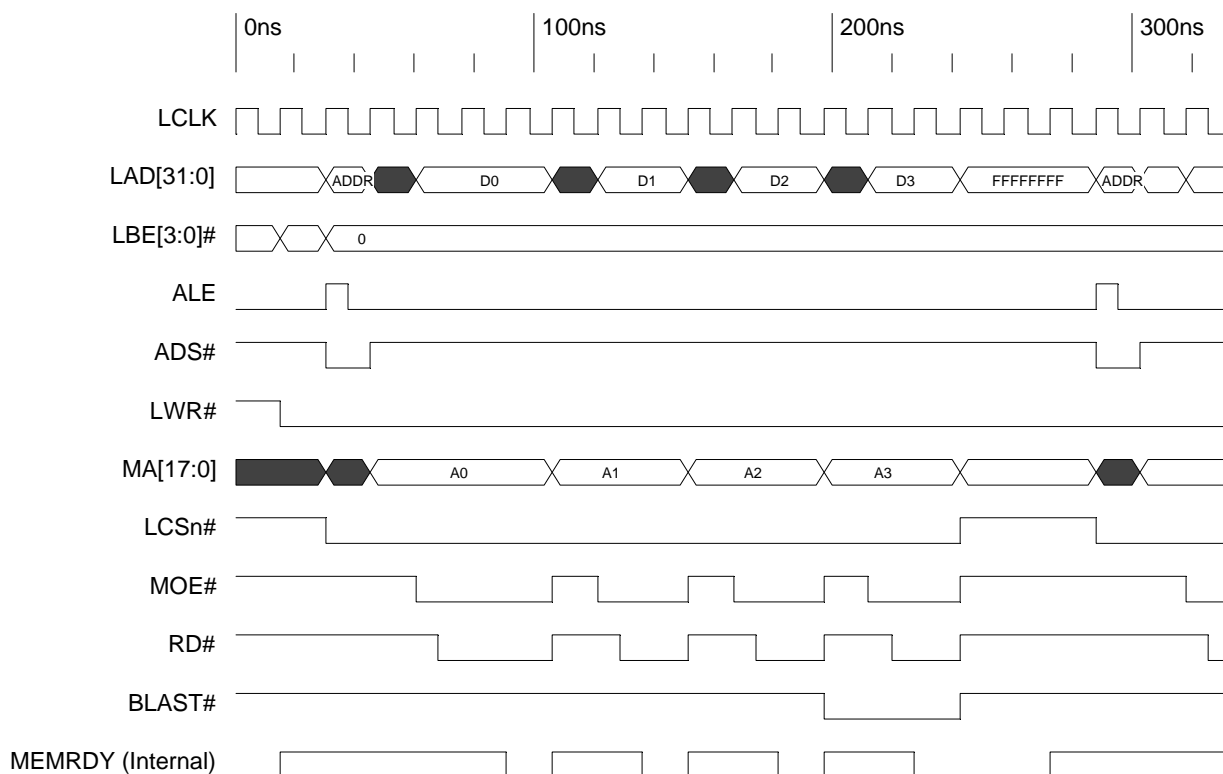 0ns 100ns 200ns 300ns
LCLK
LAD[31:0] ADDR D0 D1 D2 D3 FFFFFFFF ADDR
LBE[3:0]# 0
ALE
ADS#
LWR#
MA[17:0] A0 A1 A2 A3
LCSn#
MOE#
RD#
BLAST#
MEMRDY (Internal)